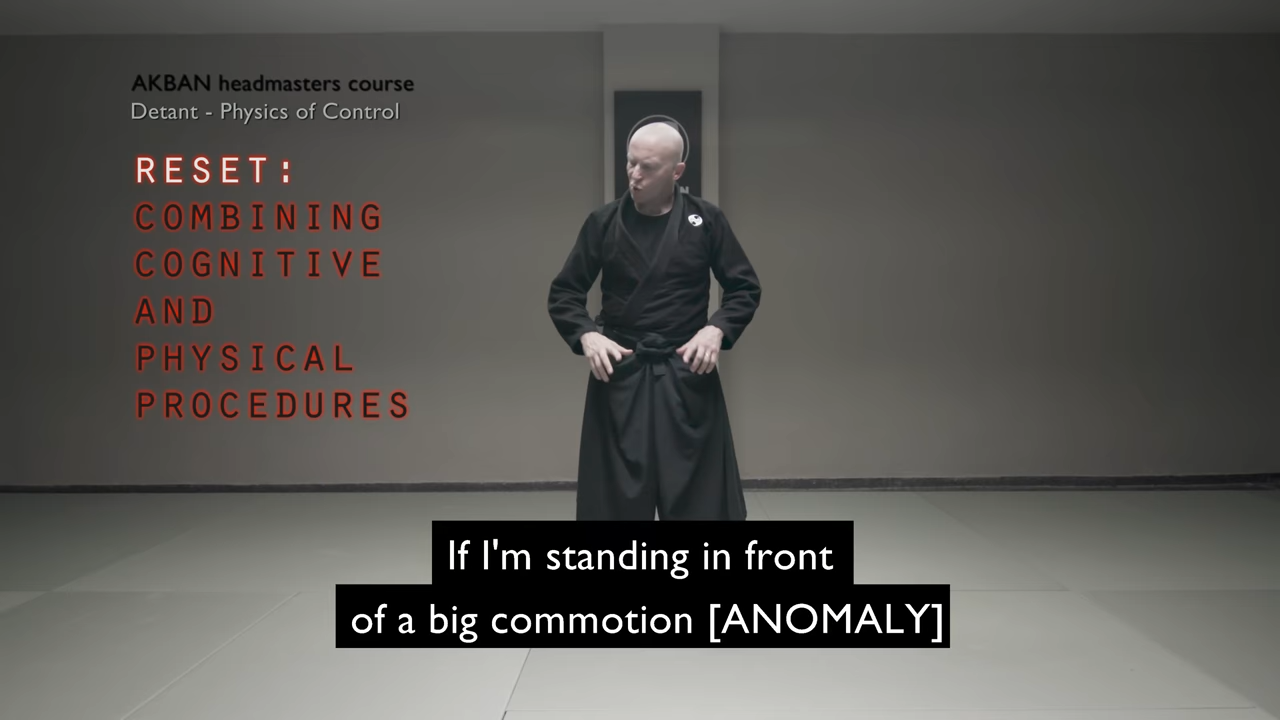 AKBAN headmasters course
Detant - Physics of Control
RESET:
COMBINING
COGNITIVE
AND
PHYSICAL
PROCEDURES
If I'm standing in front
of a big commotion [ANOMALY]